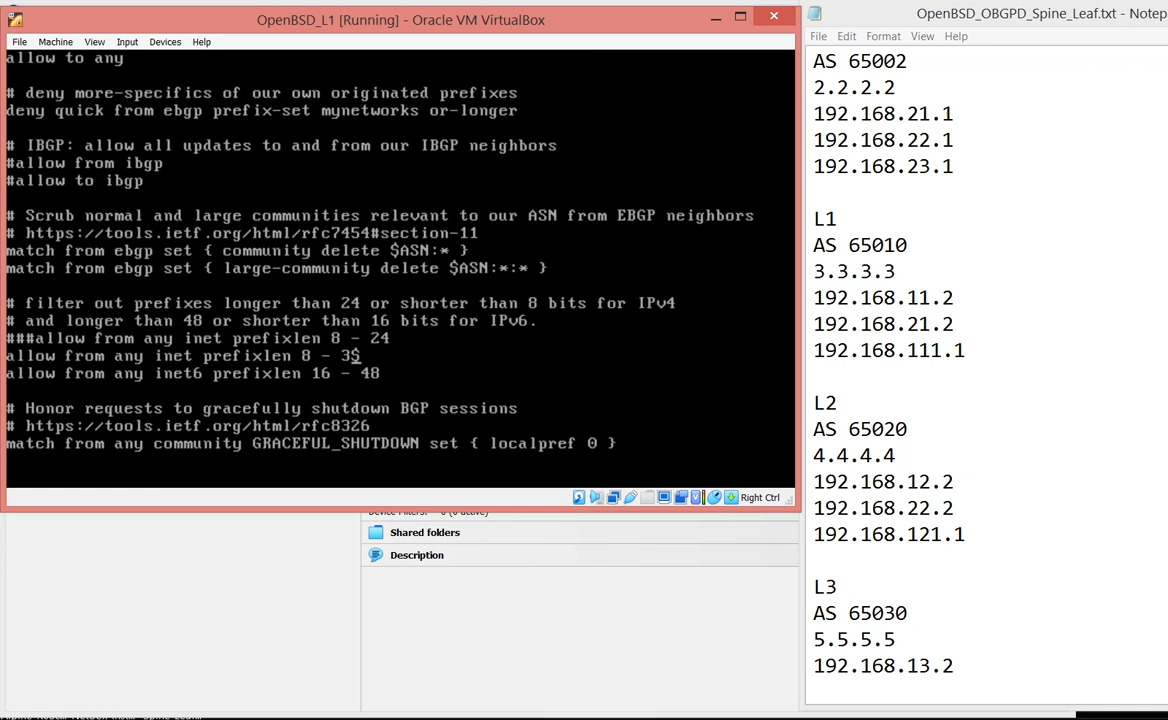 OpenBSD_L1 [Running] - Oracle VM VirtualBox
File Machine View Input Devices Help
allow to any
# deny more-specifics of our own originated prefixes
deny quick from ebgp prefix-set mynetworks or-longer
# IBGP: allow all updates to and from our IBGP neighbors
#allow from ibgp
#allow to ibgp
# Scrub normal and large communities relevant to our ASN from EBGP neighbors
# https://tools.ietf.org/html/rfc7454#section-11
match from ebgp set { community delete $ASN:* }
match from ebgp set { large-community delete $ASN:*:* }
# filter out prefixes longer than 24 or shorter than 8 bits for IPv4
# and longer than 48 or shorter than 16 bits for IPv6.
###allow from any inet prefixlen 8 - 24
allow from any inet prefixlen 8 - 3$
allow from any inet6 prefixlen 16 - 48
# Honor requests to gracefully shutdown BGP sessions
# https://tools.ietf.org/html/rfc8326
match from any community GRACEFUL_SHUTDOWN set { localpref 0 }
Right Ctrl
Shared folders
Description
OpenBSD_OBGPD_Spine_Leaf.txt - Notep
File Edit Format View Help
AS 65002
2.2.2.2
192.168.21.1
192.168.22.1
192.168.23.1
L1
AS 65010
3.3.3.3
192.168.11.2
192.168.21.2
192.168.111.1
L2
AS 65020
4.4.4.4
192.168.12.2
192.168.22.2
192.168.121.1
L3
AS 65030
5.5.5.5
192.168.13.2